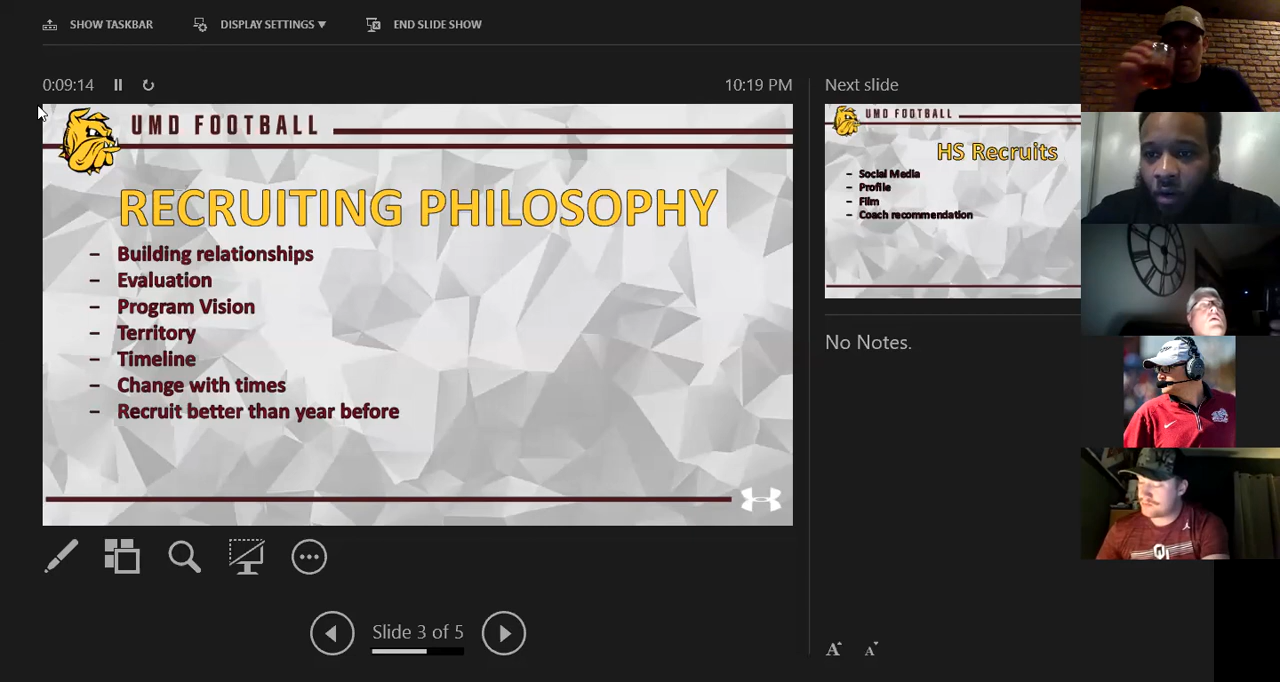 SHOW TASKBAR
DISPLAY SETTINGS
END SLIDE SHOW
0:09:14
10:19 PM
UMD FOOTBALL
RECRUITING PHILOSOPHY
– Building relationships
– Evaluation
– Program Vision
– Territory
– Timeline
– Change with times
– Recruit better than year before
Slide 3 of 5
Next slide
UMD FOOTBALL
HS Recruits
– Social Media
– Profile
– Film
– Coach recommendation
No Notes.
A A